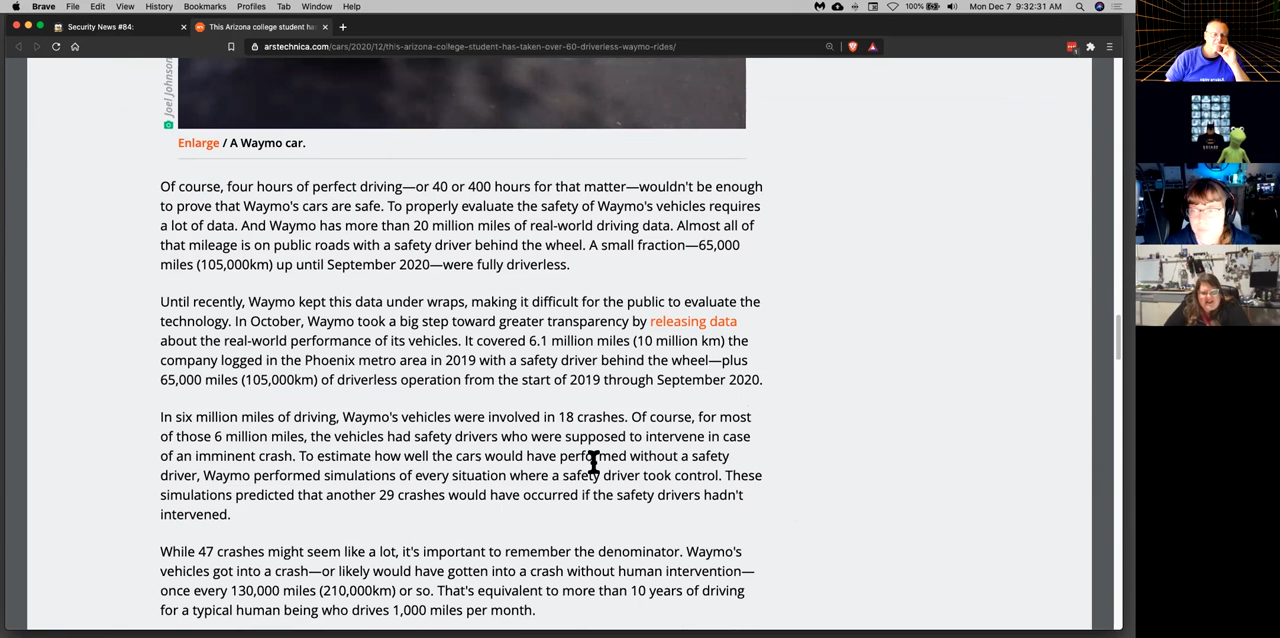 Brave File Edit View History Bookmarks Profiles Tab Window Help 100% Mon Dec 7 9:32:31 AM
Security News #84: This Arizona college student ha
arstechnica.com/cars/2020/12/this-arizona-college-student-has-taken-over-60-driverless-waymo-rides/
Joel Johnson
Enlarge / A Waymo car.
Of course, four hours of perfect driving—or 40 or 400 hours for that matter—wouldn't be enough
to prove that Waymo's cars are safe. To properly evaluate the safety of Waymo's vehicles requires
a lot of data. And Waymo has more than 20 million miles of real-world driving data. Almost all of
that mileage is on public roads with a safety driver behind the wheel. A small fraction—65,000
miles (105,000km) up until September 2020—were fully driverless.
Until recently, Waymo kept this data under wraps, making it difficult for the public to evaluate the
technology. In October, Waymo took a big step toward greater transparency by releasing data
about the real-world performance of its vehicles. It covered 6.1 million miles (10 million km) the
company logged in the Phoenix metro area in 2019 with a safety driver behind the wheel—plus
65,000 miles (105,000km) of driverless operation from the start of 2019 through September 2020.
In six million miles of driving, Waymo's vehicles were involved in 18 crashes. Of course, for most
of those 6 million miles, the vehicles had safety drivers who were supposed to intervene in case
of an imminent crash. To estimate how well the cars would have performed without a safety
driver, Waymo performed simulations of every situation where a safety driver took control. These
simulations predicted that another 29 crashes would have occurred if the safety drivers hadn't
intervened.
While 47 crashes might seem like a lot, it's important to remember the denominator. Waymo's
vehicles got into a crash—or likely would have gotten into a crash without human intervention—
once every 130,000 miles (210,000km) or so. That's equivalent to more than 10 years of driving
for a typical human being who drives 1,000 miles per month.